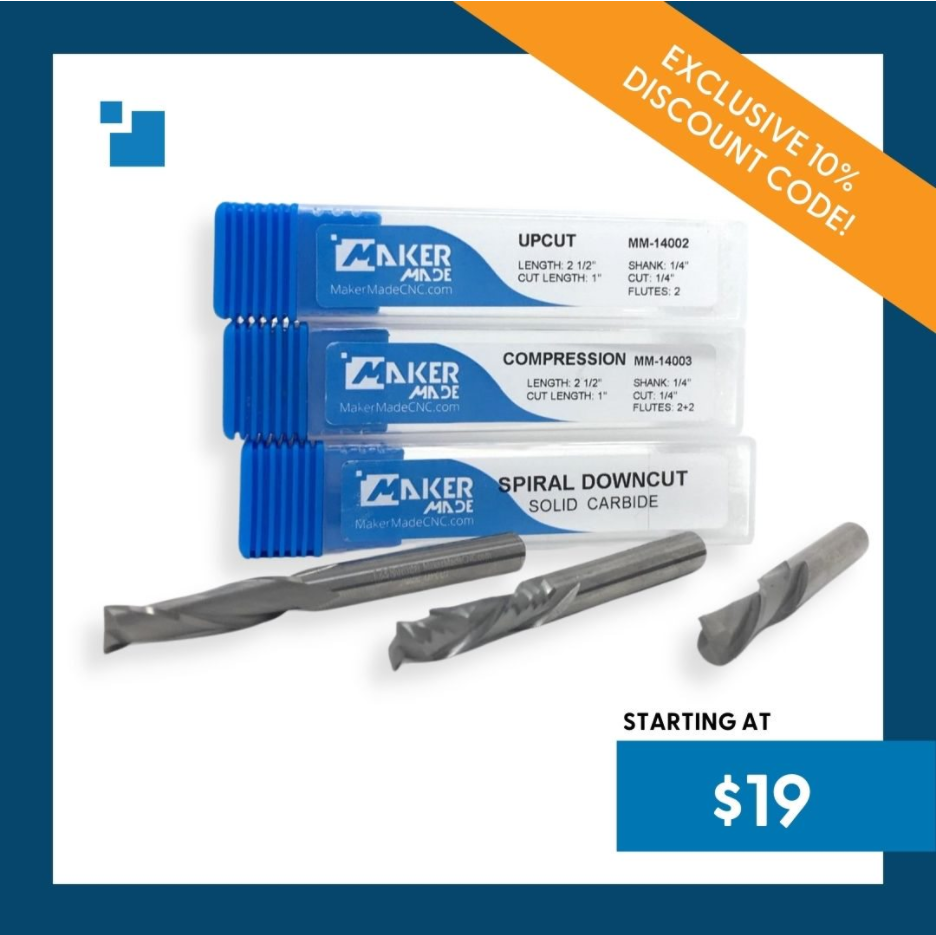 EXCLUSIVE 10%
DISCOUNT CODE!
MAKER
MADE
MakerMadeCNC.com
UPCUT MM-14002
LENGTH: 2 1/2" SHANK: 1/4"
CUT LENGTH: 1" CUT: 1/4"
FLUTES: 2
MAKER
MADE
MakerMadeCNC.com
COMPRESSION MM-14003
LENGTH: 2 1/2" SHANK: 1/4"
CUT LENGTH: 1" CUT: 1/4"
FLUTES: 2+2
MAKER
MADE
MakerMadeCNC.com
SPIRAL DOWNCUT
SOLID CARBIDE
STARTING AT
$19